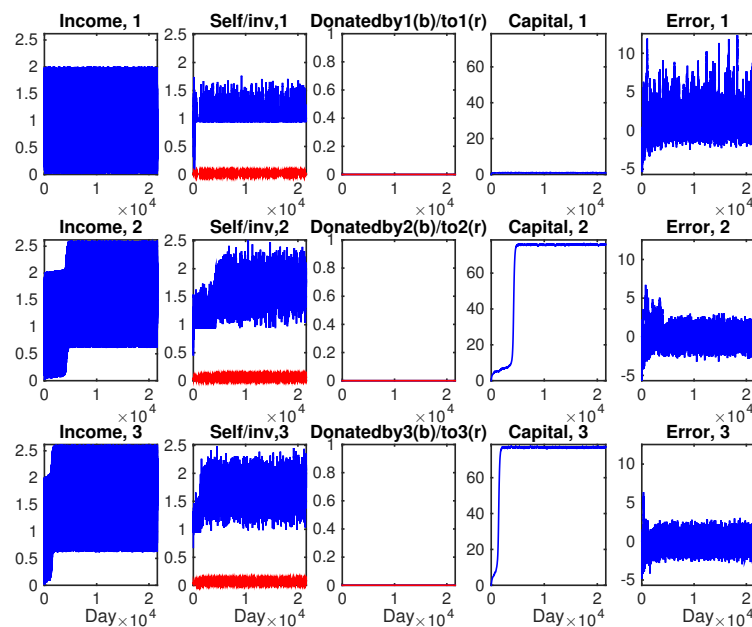 Income, 1 Self/inv,1 Donatedby1(b)/to1(r) Capital, 1 Error, 1
2.5 2.5 1 10
2 2 0.8 60
1.5 1.5 0.6 40 5
1 1 0.4
0.5 0.5 0.2 20 0
0 0 0 0 -5
0 1 2 0 1 2 0 1 2 0 1 2 0 1 2
×10⁴ ×10⁴ ×10⁴ ×10⁴ ×10⁴
Income, 2 Self/inv,2 Donatedby2(b)/to2(r) Capital, 2 Error, 2
2.5 2.5 1
2 2 0.8 60 10
1.5 1.5 0.6 40 5
1 1 0.4
0.5 0.5 0.2 20 0
0 0 0 0 -5
0 1 2 0 1 2 0 1 2 0 1 2 0 1 2
×10⁴ ×10⁴ ×10⁴ ×10⁴ ×10⁴
Income, 3 Self/inv,3 Donatedby3(b)/to3(r) Capital, 3 Error, 3
2.5 2.5 1
2 2 0.8 60 10
1.5 1.5 0.6 40 5
1 1 0.4
0.5 0.5 0.2 20 0
0 0 0 0 -5
0 1 2 0 1 2 0 1 2 0 1 2 0 1 2
Day ×10⁴ Day ×10⁴ Day ×10⁴ Day ×10⁴ Day ×10⁴